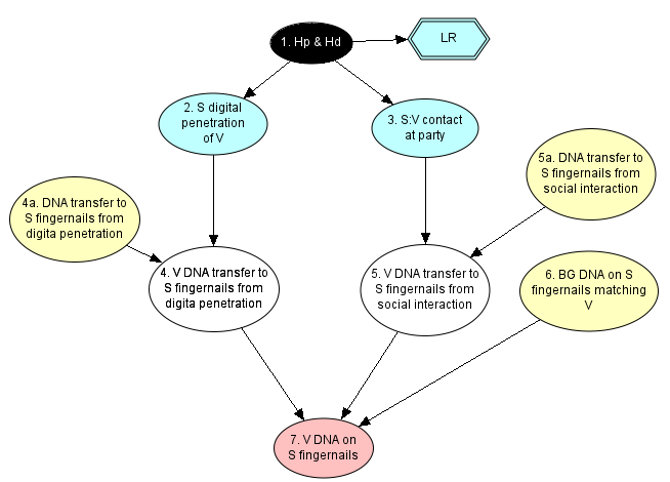 1. Hp & Hd
LR
2. S digital
penetration
of V
3. S:V contact
at party
5a. DNA transfer to
S fingernails from
social interaction
4a. DNA transfer to
S fingernails from
digita penetration
4. V DNA transfer to
S fingernails from
digita penetration
5. V DNA transfer to
S fingernails from
social interaction
6. BG DNA on S
fingernails matching
V
7. V DNA on
S fingernails